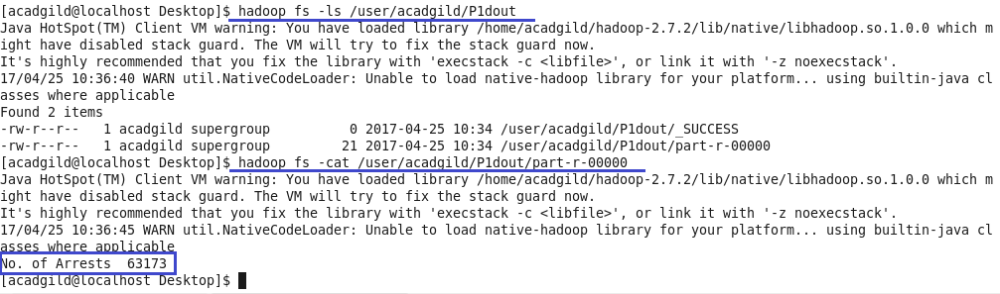 [acadgild@localhost Desktop]$ hadoop fs -ls /user/acadgild/P1dout
Java HotSpot(TM) Client VM warning: You have loaded library /home/acadgild/hadoop-2.7.2/lib/native/libhadoop.so.1.0.0 which m
ight have disabled stack guard. The VM will try to fix the stack guard now.
It's highly recommended that you fix the library with 'execstack -c <libfile>', or link it with '-z noexecstack'.
17/04/25 10:36:40 WARN util.NativeCodeLoader: Unable to load native-hadoop library for your platform... using builtin-java cl
asses where applicable
Found 2 items
-rw-r--r--   1 acadgild supergroup          0 2017-04-25 10:34 /user/acadgild/P1dout/_SUCCESS
-rw-r--r--   1 acadgild supergroup         21 2017-04-25 10:34 /user/acadgild/P1dout/part-r-00000
[acadgild@localhost Desktop]$ hadoop fs -cat /user/acadgild/P1dout/part-r-00000
Java HotSpot(TM) Client VM warning: You have loaded library /home/acadgild/hadoop-2.7.2/lib/native/libhadoop.so.1.0.0 which m
ight have disabled stack guard. The VM will try to fix the stack guard now.
It's highly recommended that you fix the library with 'execstack -c <libfile>', or link it with '-z noexecstack'.
17/04/25 10:36:45 WARN util.NativeCodeLoader: Unable to load native-hadoop library for your platform... using builtin-java cl
asses where applicable
No. of Arrests  63173
[acadgild@localhost Desktop]$